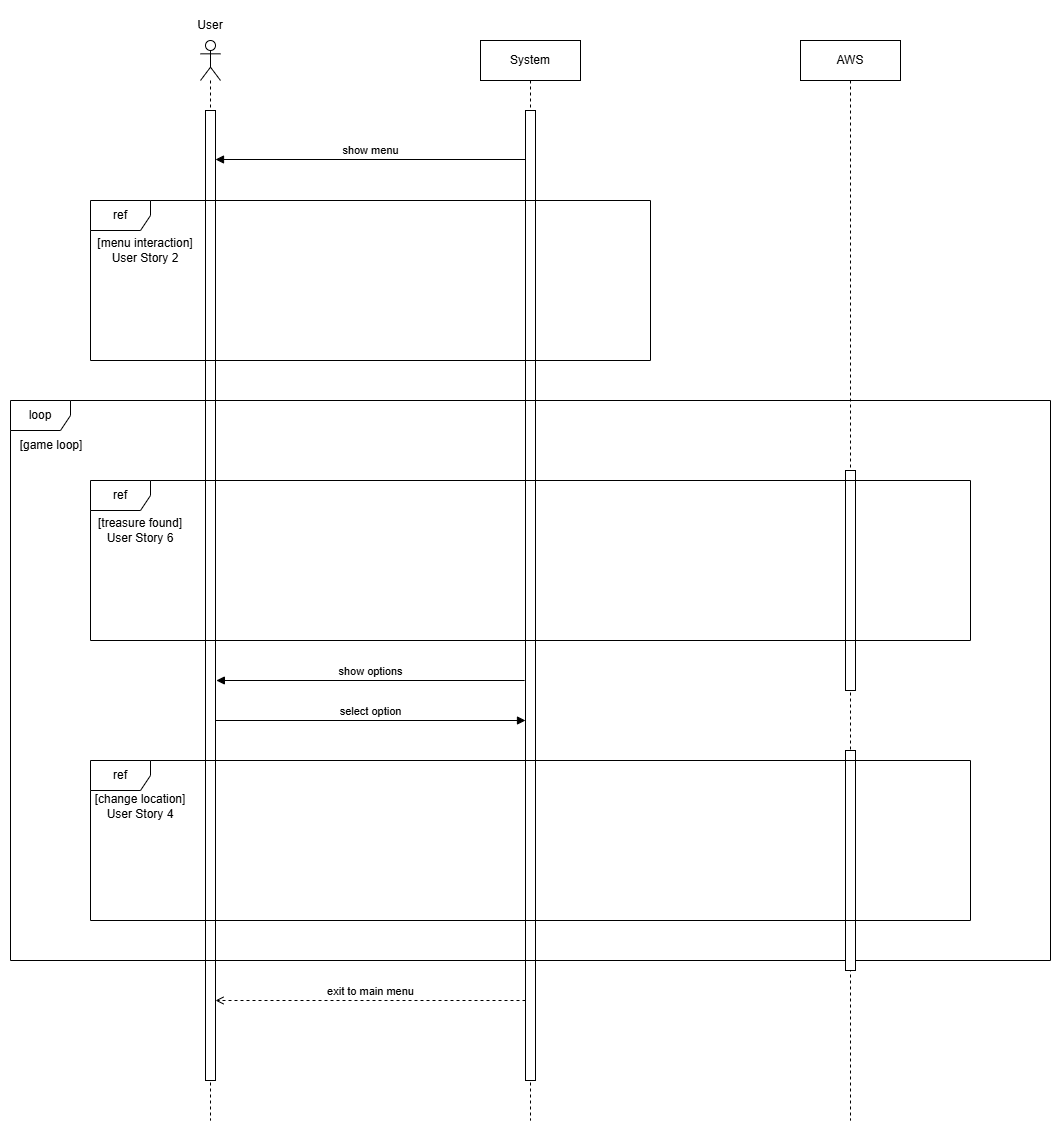 User
System
AWS
show menu
ref
[menu interaction]
User Story 2
loop
[game loop]
ref
[treasure found]
User Story 6
show options
select option
ref
[change location]
User Story 4
exit to main menu